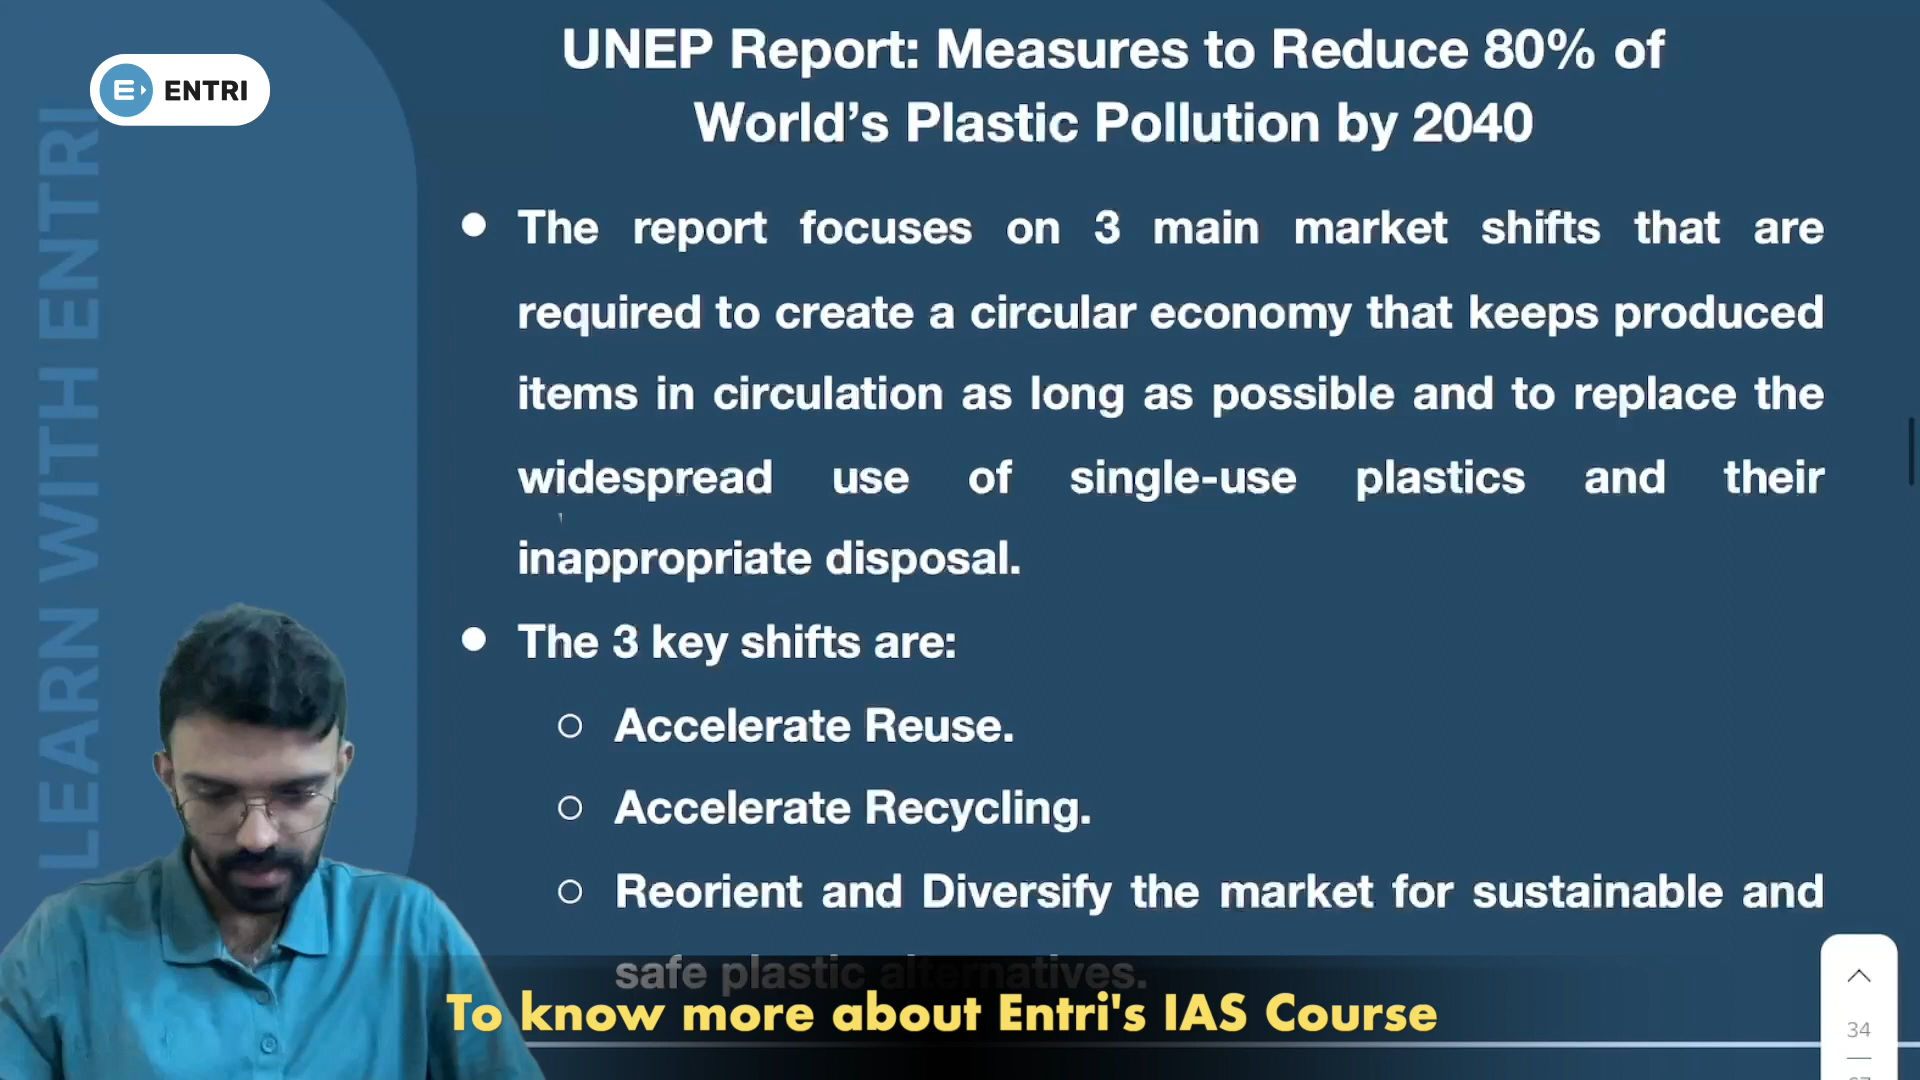 UNEP Report: Measures to Reduce 80% of
World’s Plastic Pollution by 2040
ENTRI
LEARN WITH ENTRI
● The report focuses on 3 main market shifts that are
required to create a circular economy that keeps produced
items in circulation as long as possible and to replace the
widespread use of single-use plastics and their
inappropriate disposal.
● The 3 key shifts are:
○ Accelerate Reuse.
○ Accelerate Recycling.
○ Reorient and Diversify the market for sustainable and
safe plastic alternatives.
To know more about Entri's IAS Course
34